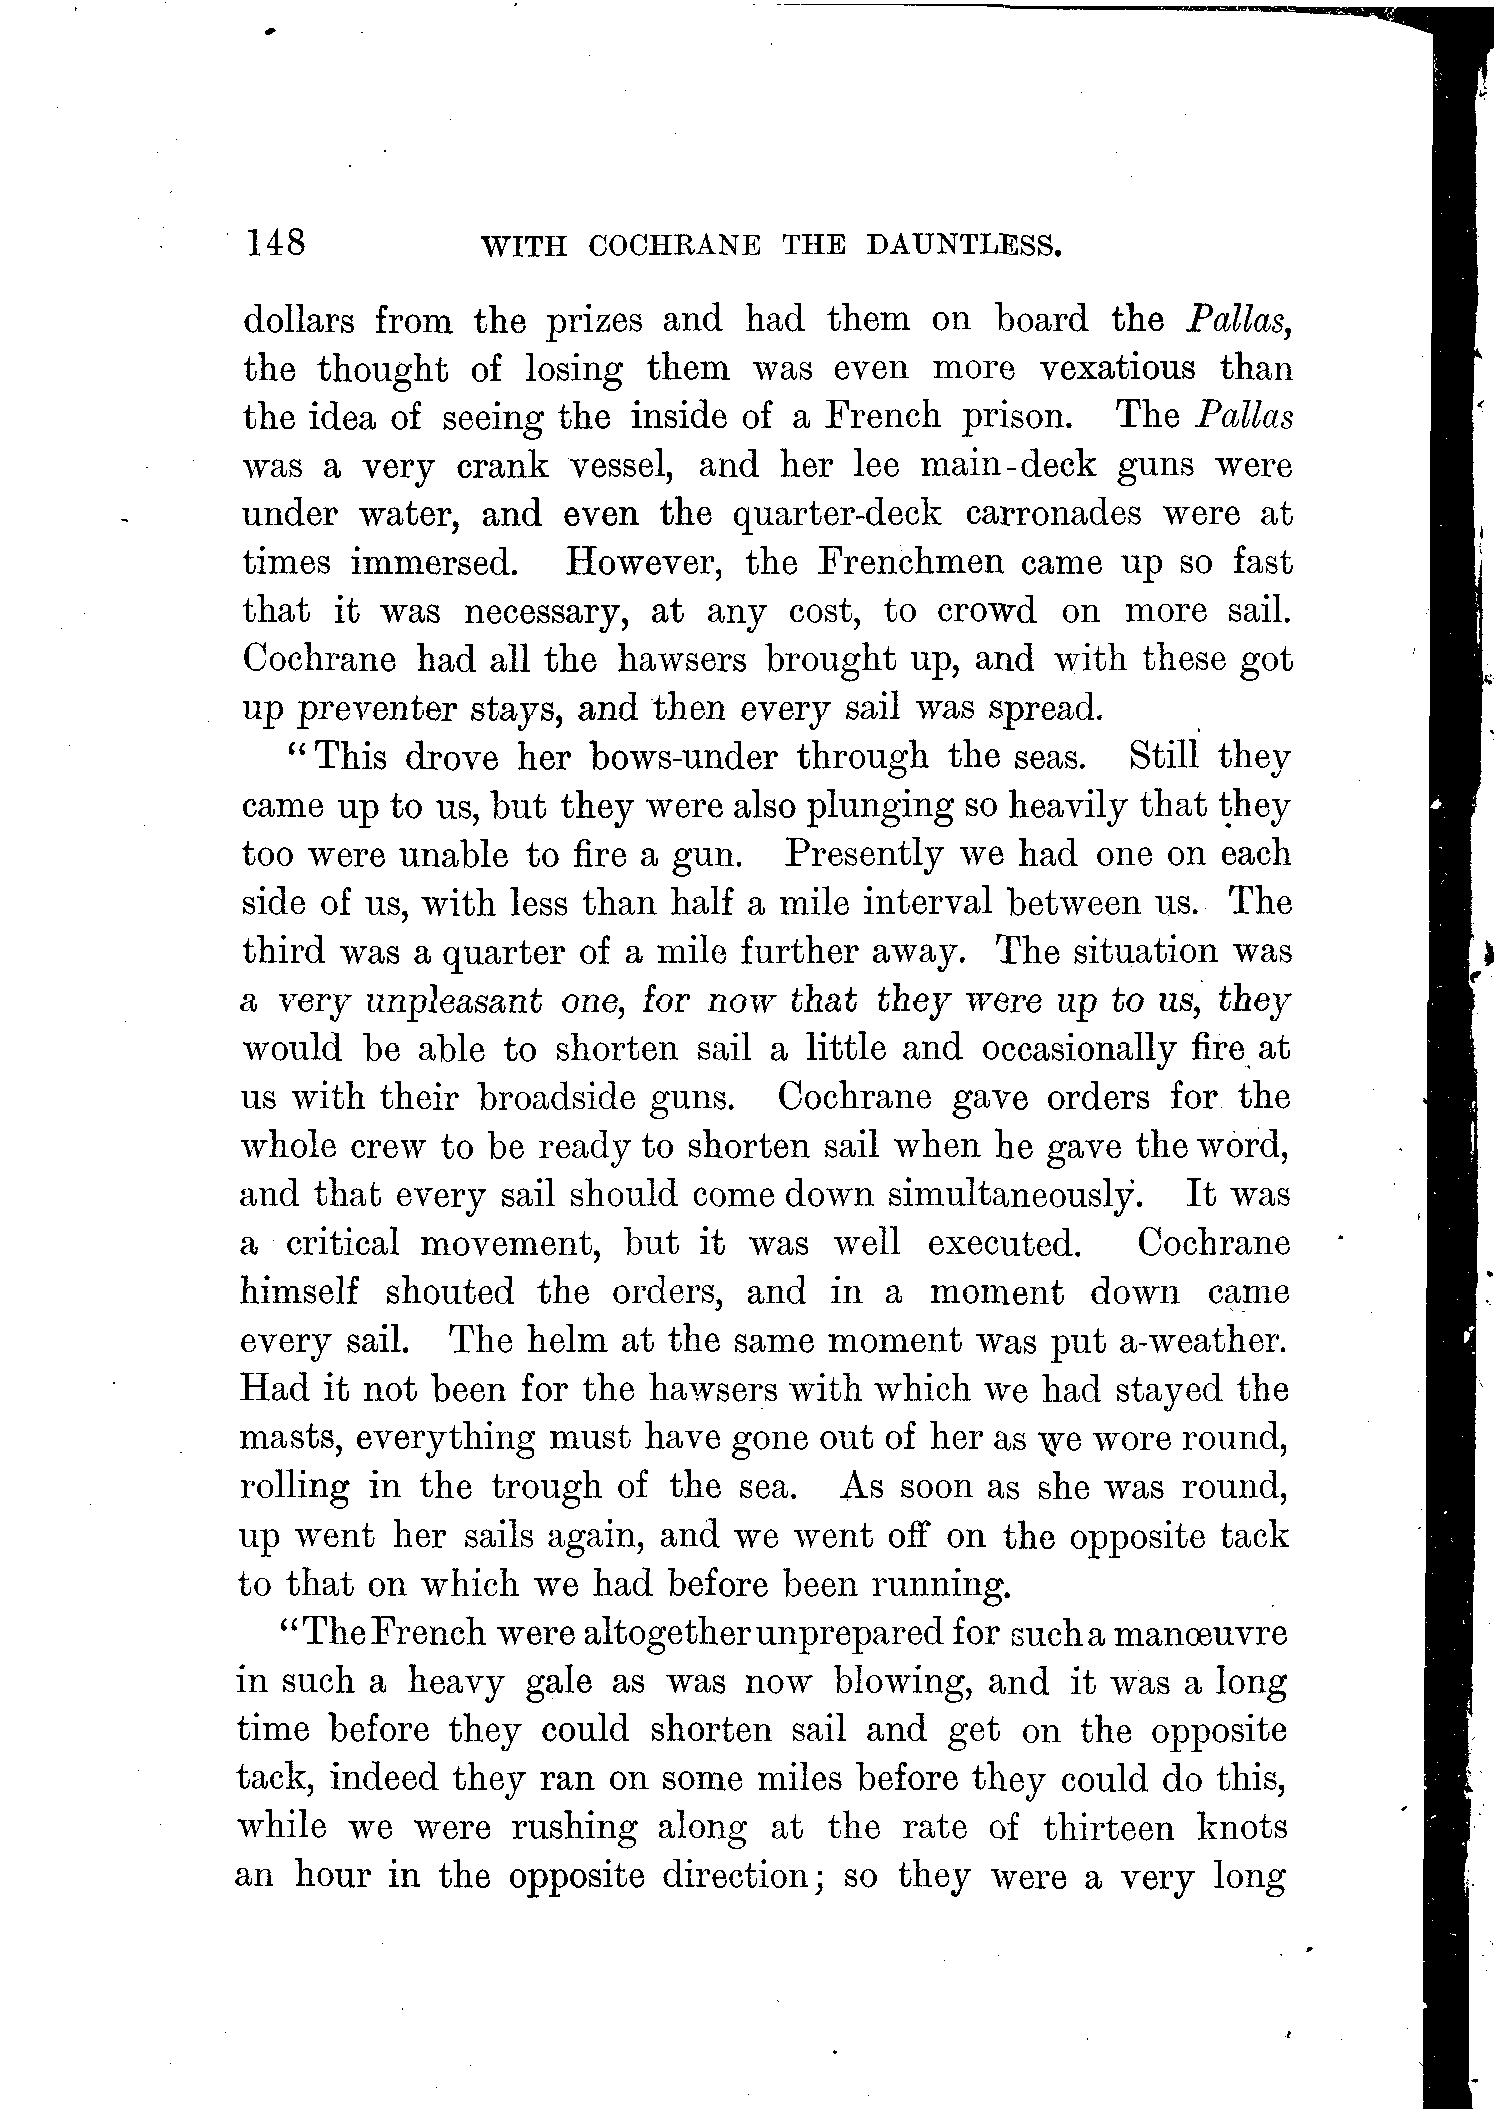 148 WITH COCHRANE THE DAUNTLESS.
dollars from the prizes and had them on board the Pallas,
the thought of losing them was even more vexatious than
the idea of seeing the inside of a French prison. The Pallas
was a very crank vessel, and her lee main-deck guns were
under water, and even the quarter-deck carronades were at
times immersed. However, the Frenchmen came up so fast
that it was necessary, at any cost, to crowd on more sail.
Cochrane had all the hawsers brought up, and with these got
up preventer stays, and then every sail was spread.
“This drove her bows-under through the seas. Still they
came up to us, but they were also plunging so heavily that they
too were unable to fire a gun. Presently we had one on each
side of us, with less than half a mile interval between us. The
third was a quarter of a mile further away. The situation was
a very unpleasant one, for now that they were up to us, they
would be able to shorten sail a little and occasionally fire at
us with their broadside guns. Cochrane gave orders for the
whole crew to be ready to shorten sail when he gave the word,
and that every sail should come down simultaneously. It was
a critical movement, but it was well executed. Cochrane
himself shouted the orders, and in a moment down came
every sail. The helm at the same moment was put a-weather.
Had it not been for the hawsers with which we had stayed the
masts, everything must have gone out of her as we wore round,
rolling in the trough of the sea. As soon as she was round,
up went her sails again, and we went off on the opposite tack
to that on which we had before been running.
“The French were altogether unprepared for such a manœuvre
in such a heavy gale as was now blowing, and it was a long
time before they could shorten sail and get on the opposite
tack, indeed they ran on some miles before they could do this,
while we were rushing along at the rate of thirteen knots
an hour in the opposite direction; so they were a very long